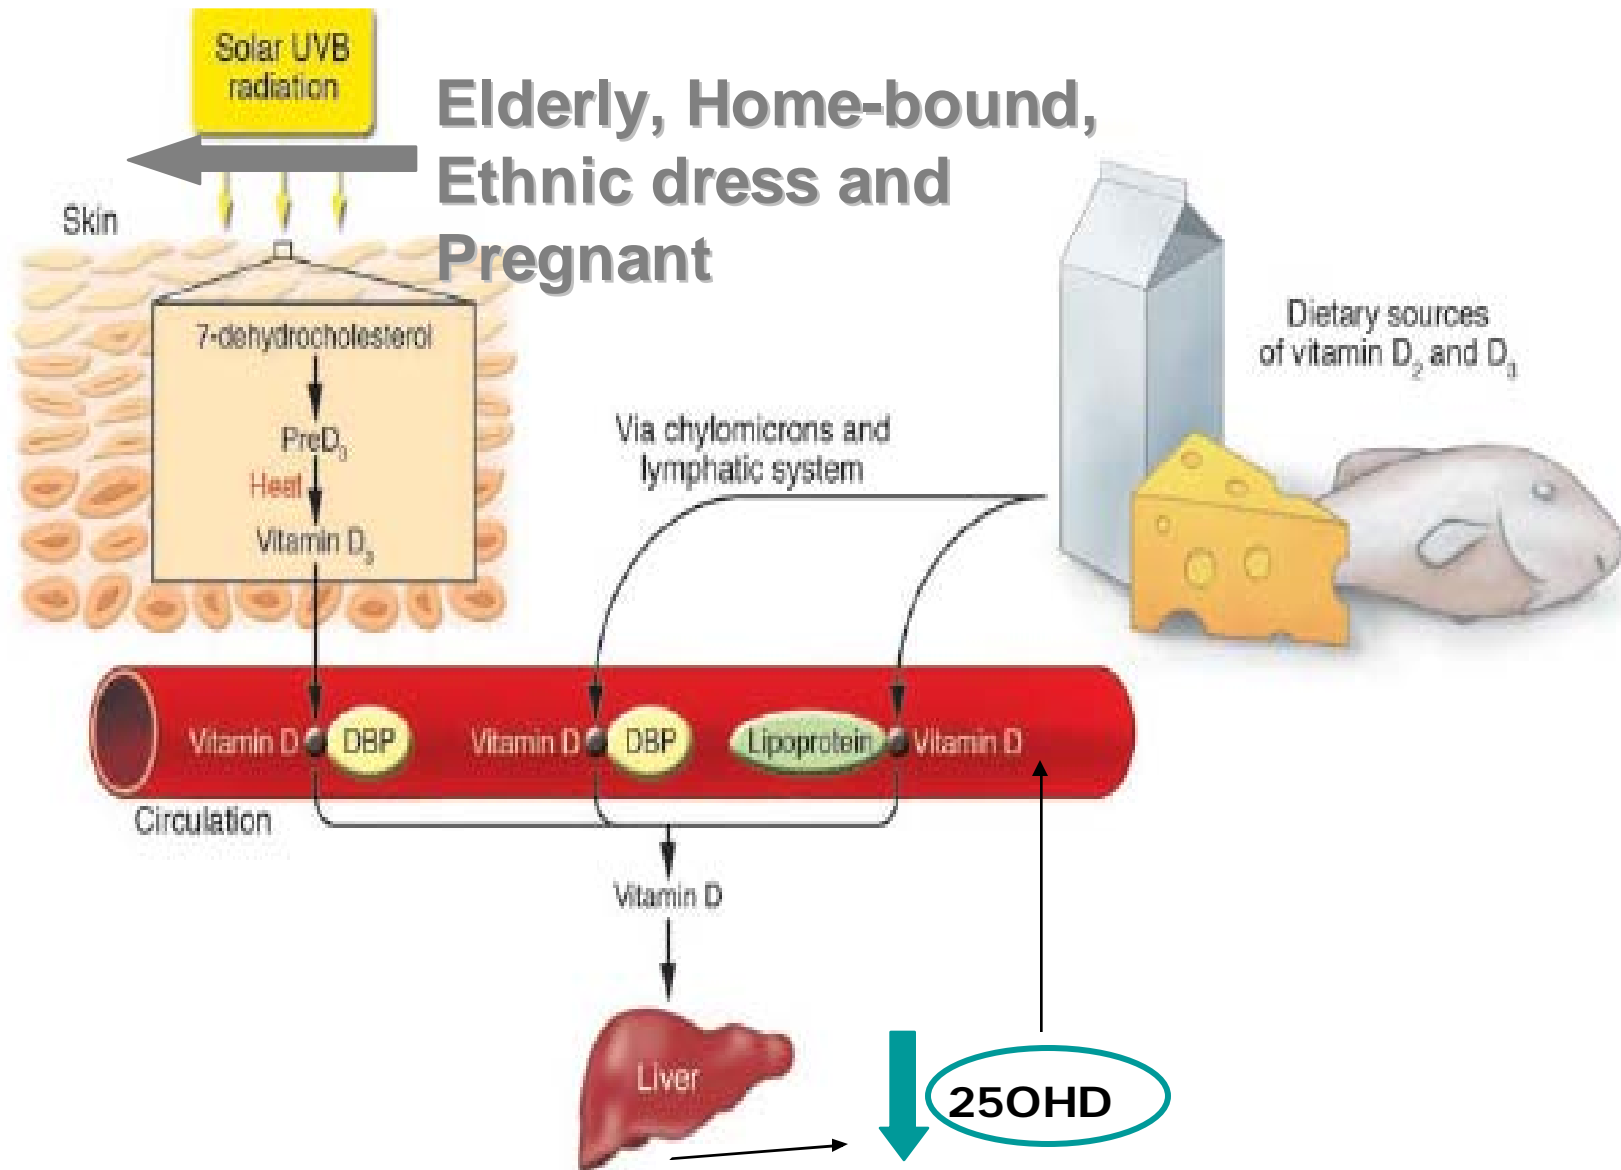 Solar UVB
radiation
Elderly, Home-bound,
Ethnic dress and
Pregnant
Skin
7-dehydrocholesterol
PreD₃
Heat
Vitamin D₃
Via chylomicrons and
lymphatic system
Dietary sources
of vitamin D₂ and D₃
Vitamin D DBP Vitamin D DBP Lipoprotein Vitamin D
Circulation
Vitamin D
Liver
25OHD